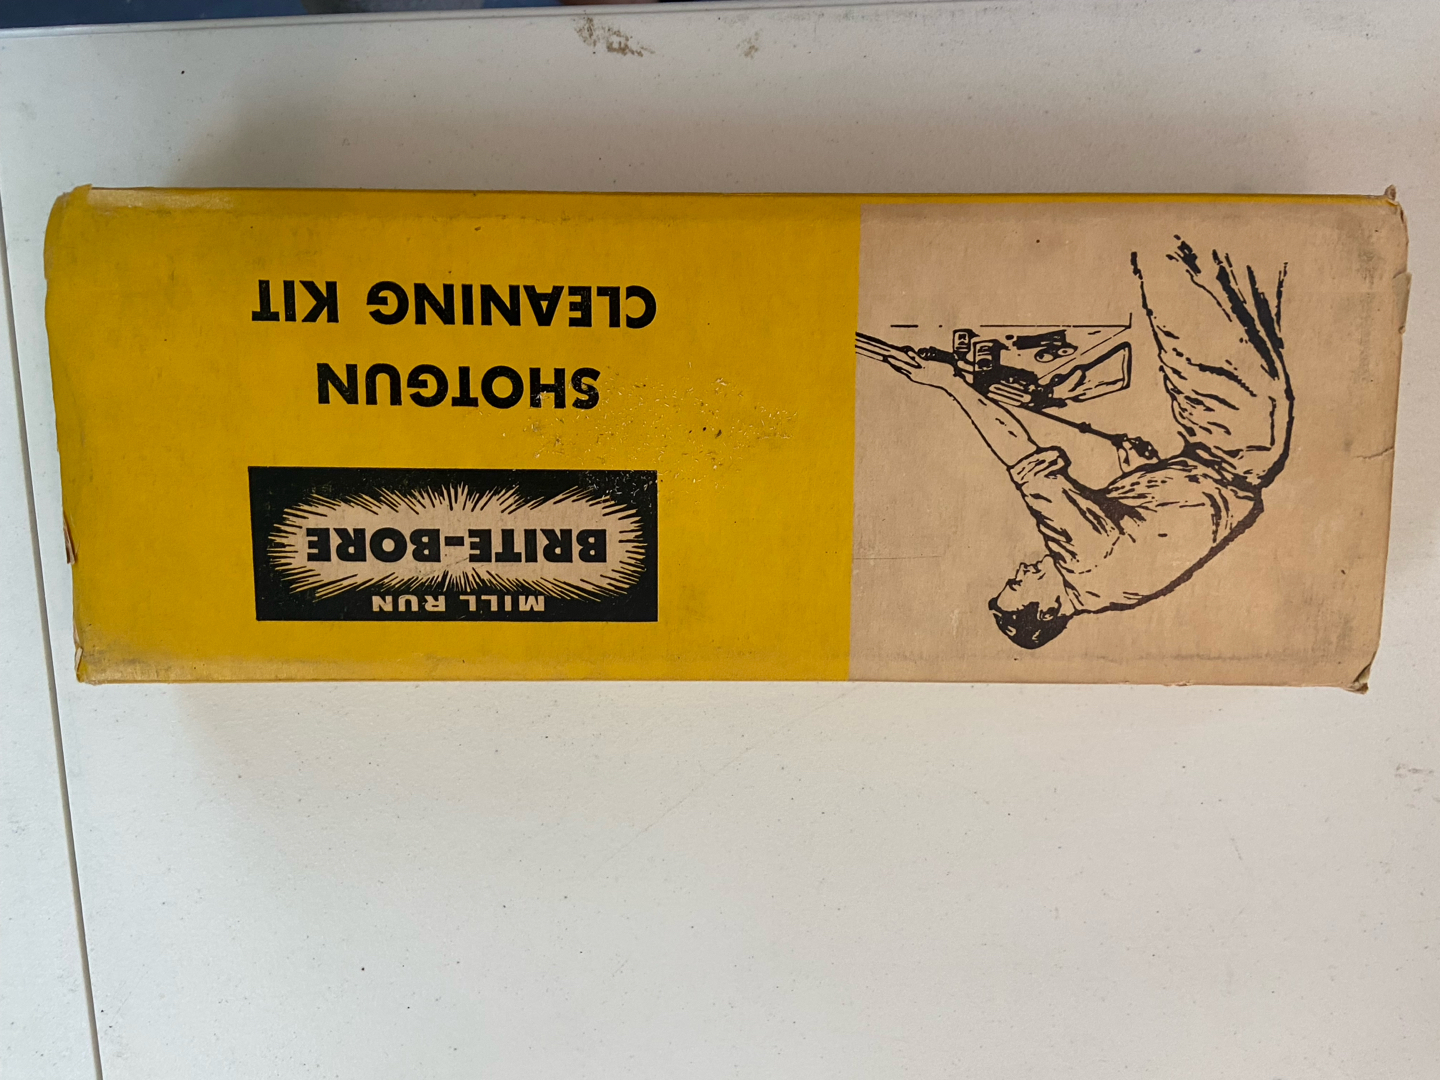 MILL RUN
BRITE-BORE
SHOTGUN
CLEANING KIT